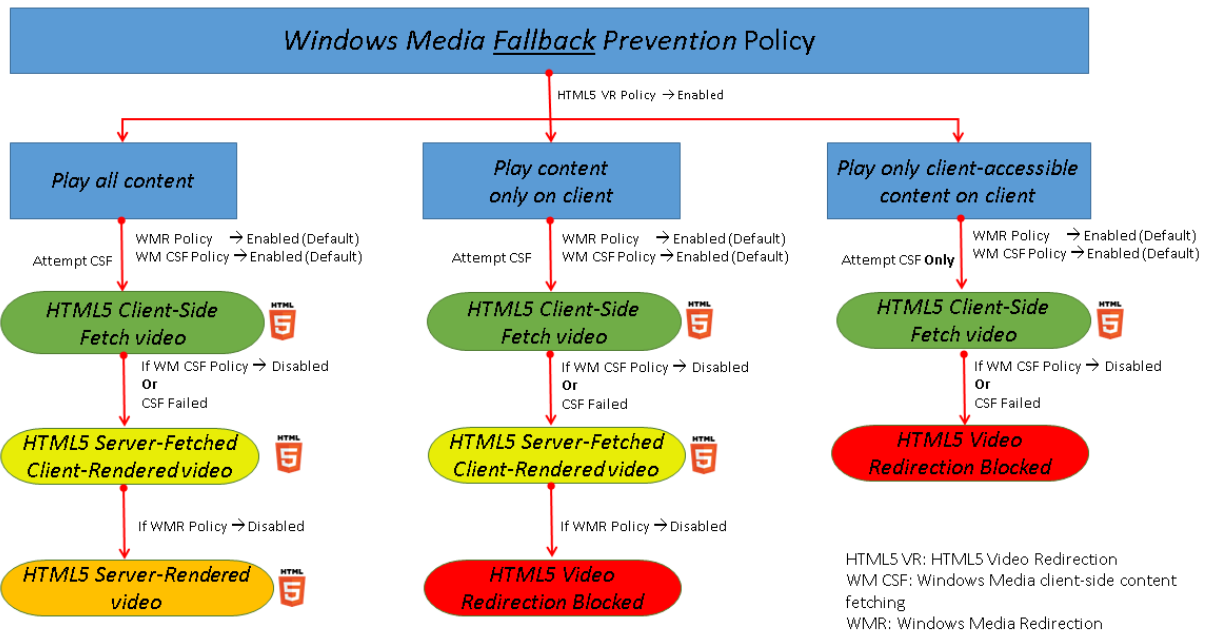 Windows Media Fallback Prevention Policy
HTML5 VR Policy → Enabled
Play all content
WMR Policy → Enabled (Default)
WM CSF Policy → Enabled (Default)
Attempt CSF
HTML5 Client-Side
Fetch video
HTML
5
If WM CSF Policy → Disabled
Or
CSF Failed
HTML5 Server-Fetched
Client-Rendered video
HTML
5
If WMR Policy → Disabled
HTML5 Server-Rendered
video
HTML
5
Play content
only on client
WMR Policy → Enabled (Default)
WM CSF Policy → Enabled (Default)
Attempt CSF
HTML5 Client-Side
Fetch video
HTML
5
If WM CSF Policy → Disabled
Or
CSF Failed
HTML5 Server-Fetched
Client-Rendered video
HTML
5
If WMR Policy → Disabled
HTML5 Video
Redirection Blocked
Play only client-accessible
content on client
WMR Policy → Enabled (Default)
WM CSF Policy → Enabled (Default)
Attempt CSF Only
HTML5 Client-Side
Fetch video
HTML
5
If WM CSF Policy → Disabled
Or
CSF Failed
HTML5 Video
Redirection Blocked
HTML5 VR: HTML5 Video Redirection
WM CSF: Windows Media client-side content
fetching
WMR: Windows Media Redirection